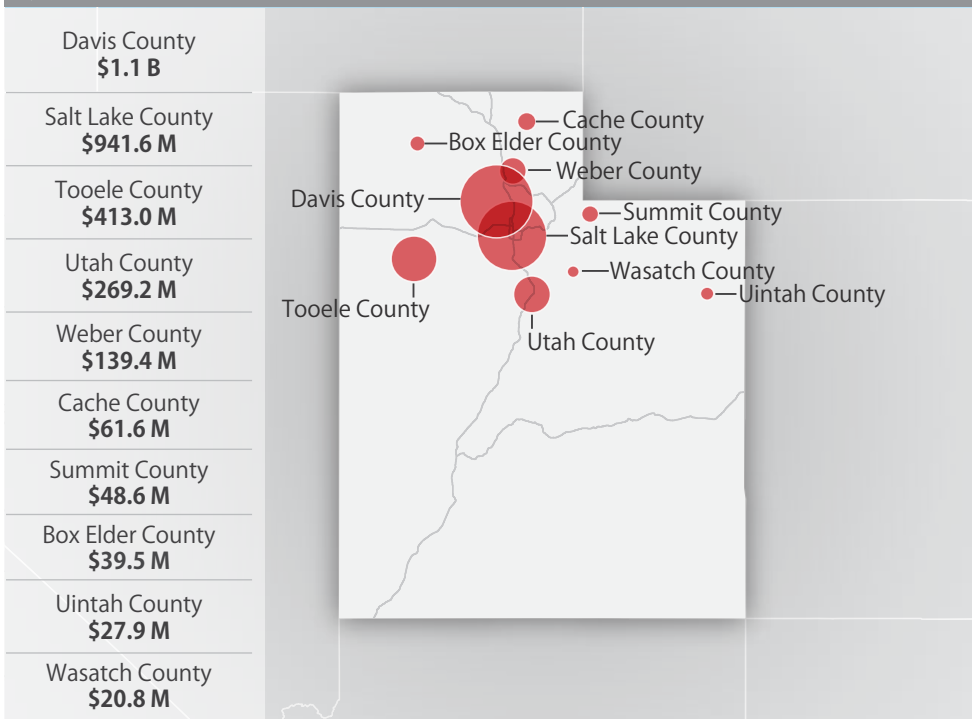 Davis County
$1.1 B
Salt Lake County
$941.6 M
Tooele County
$413.0 M
Utah County
$269.2 M
Weber County
$139.4 M
Cache County
$61.6 M
Summit County
$48.6 M
Box Elder County
$39.5 M
Uintah County
$27.9 M
Wasatch County
$20.8 M
Cache County
Box Elder County
Weber County
Davis County
Summit County
Salt Lake County
Wasatch County
Uintah County
Tooele County
Utah County